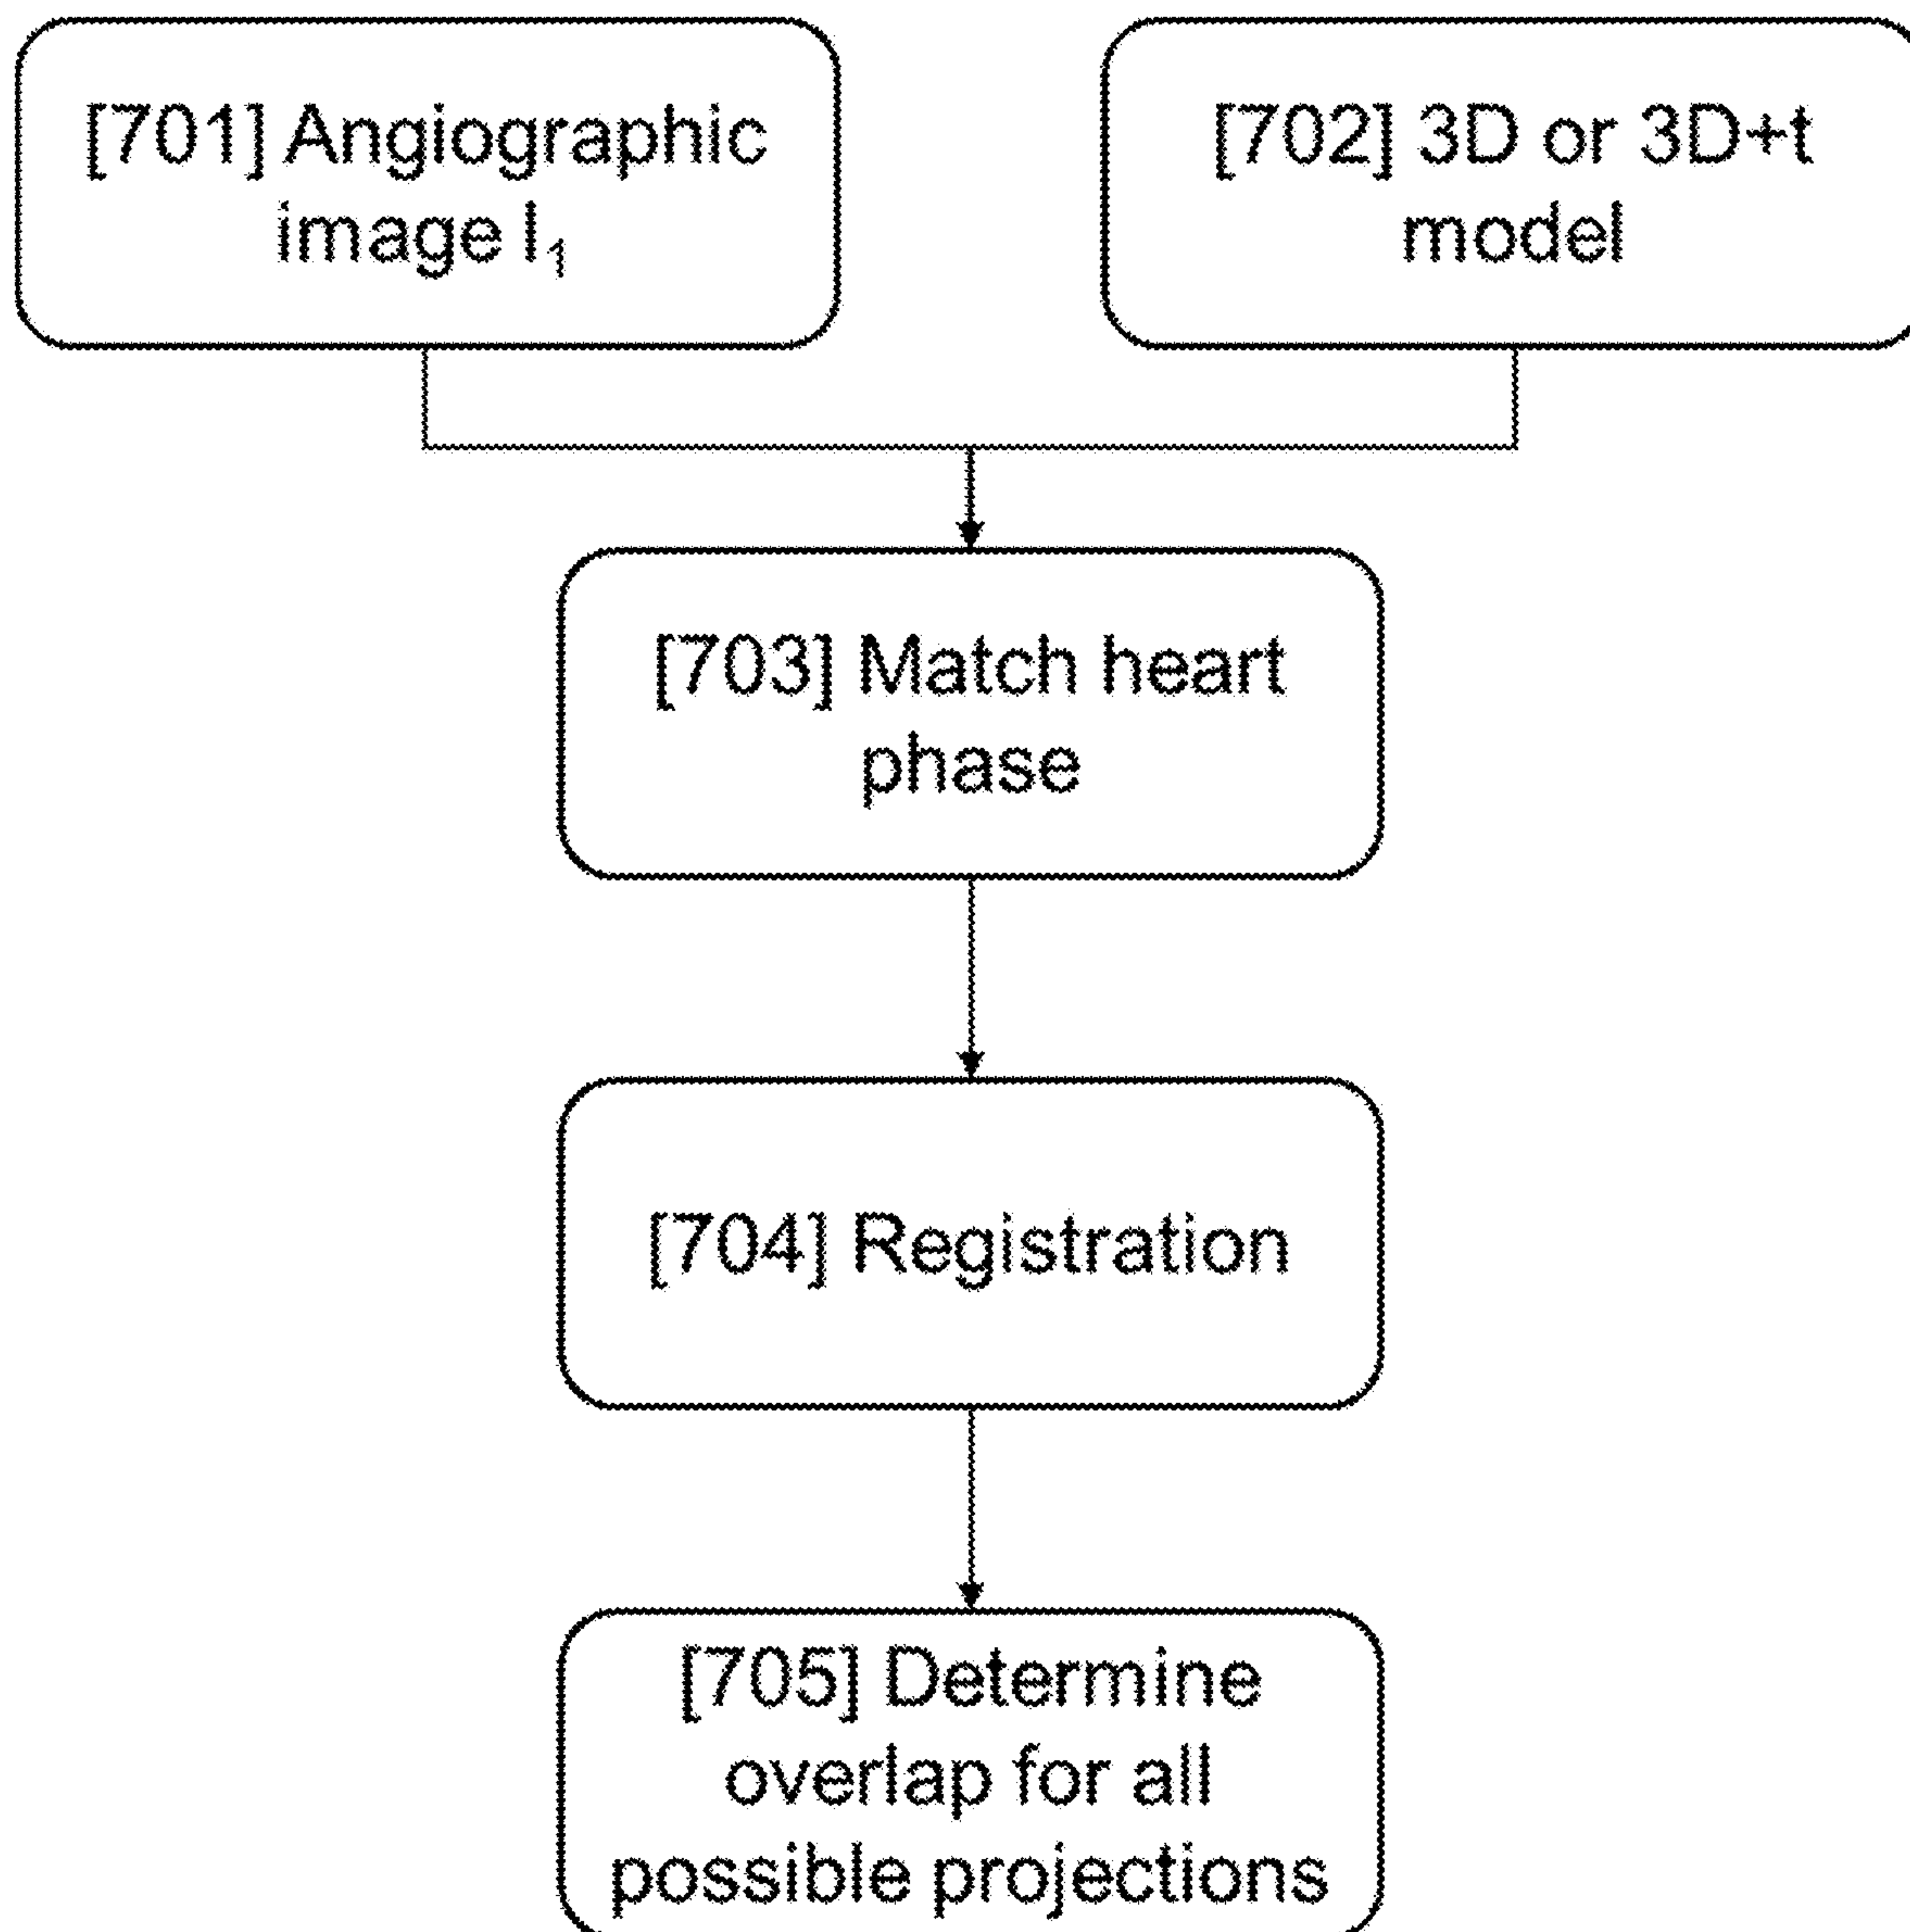 [701] Angiographic
image I₁
[702] 3D or 3D+t
model
[703] Match heart
phase
[704] Registration
[705] Determine
overlap for all
possible projections